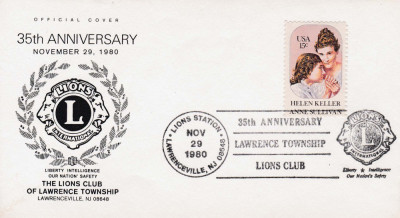 OFFICIAL COVER
35th ANNIVERSARY
NOVEMBER 29, 1980
LIONS
L
INTERNATIONAL
LIBERTY INTELLIGENCE
OUR NATION' SAFETY
THE LIONS CLUB
OF LAWRENCE TOWNSHIP
LAWRENCEVILLE, NJ 08648
USA
15c
HELEN KELLER
ANNE SULLIVAN
LIONS STATION
NOV
29
1980
LAWRENCEVILLE, NJ 08648
35th ANNIVERSARY
LAWRENCE TOWNSHIP
LIONS CLUB
L
INTERNATIONAL
Liberty & Intelligence
Our Nation's Safety